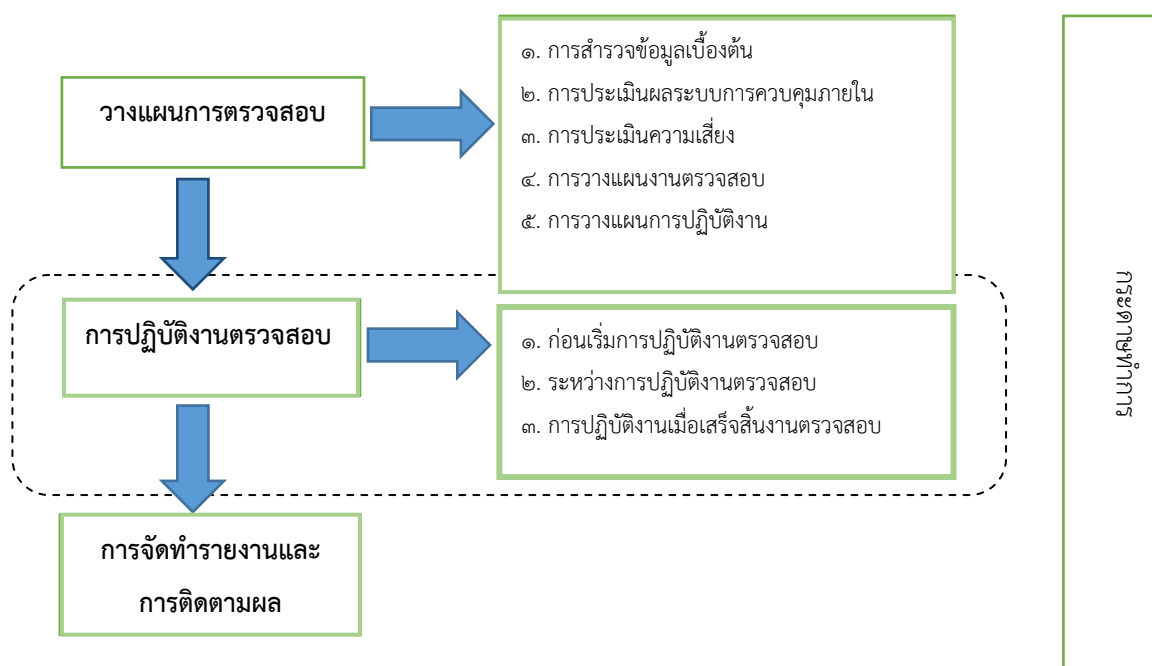 วางแผนการตรวจสอบ
๑. การสำรวจข้อมูลเบื้องต้น
๒. การประเมินผลระบบการควบคุมภายใน
๓. การประเมินความเสี่ยง
๔. การวางแผนงานตรวจสอบ
๕. การวางแผนการปฏิบัติงาน
การปฏิบัติงานตรวจสอบ
๑. ก่อนเริ่มการปฏิบัติงานตรวจสอบ
๒. ระหว่างการปฏิบัติงานตรวจสอบ
๓. การปฏิบัติงานเมื่อเสร็จสิ้นงานตรวจสอบ
การจัดทำรายงานและ
การติดตามผล
กระดาษทำการ